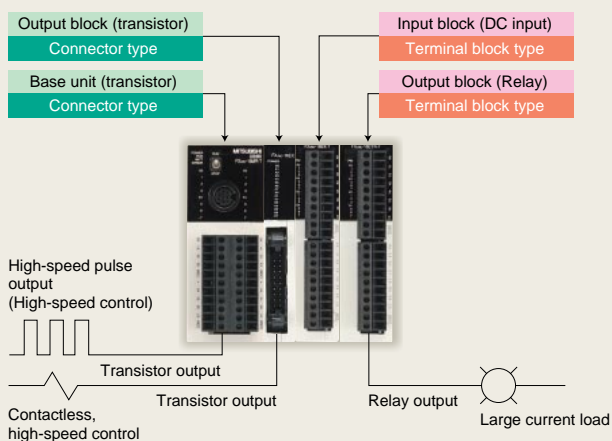 Output block (transistor)
Connector type
Input block (DC input)
Terminal block type
Base unit (transistor)
Connector type
Output block (Relay)
Terminal block type
MITSUBISHI
High-speed pulse
output
(High-speed control)
Transistor output
Transistor output
Relay output
Contactless,
high-speed control
Large current load